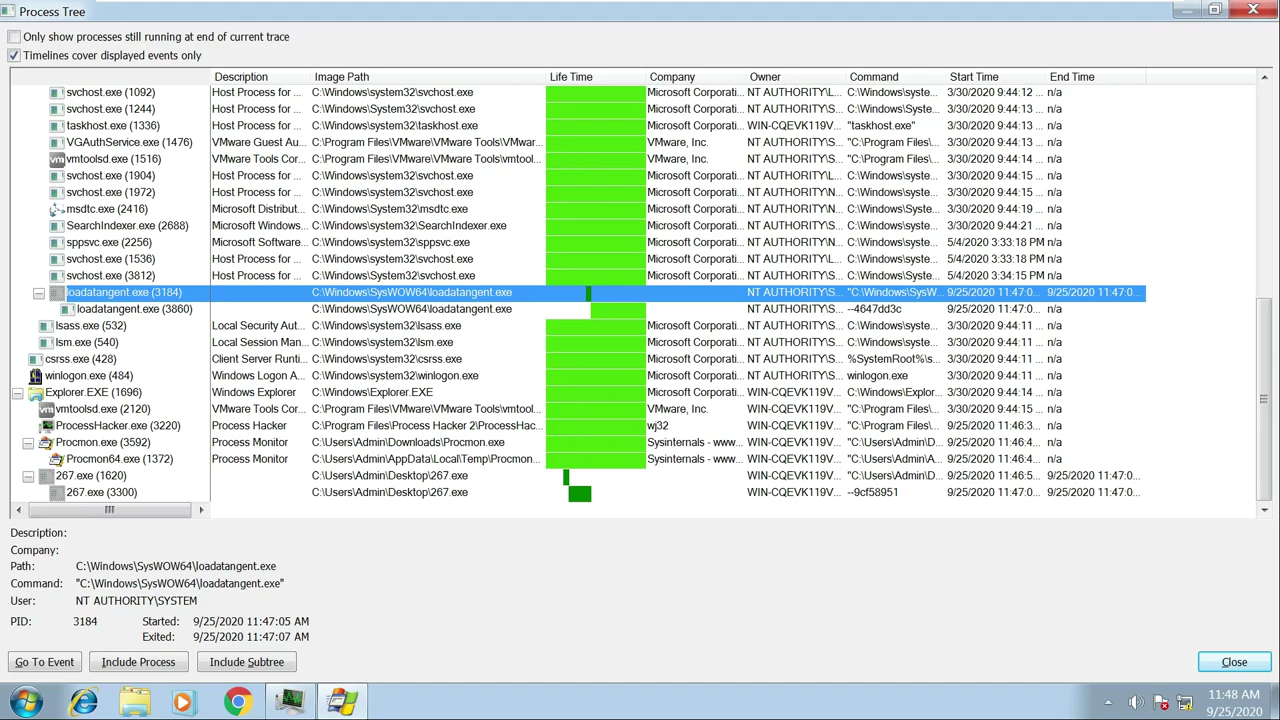 Process Tree
Only show processes still running at end of current trace
Timelines cover displayed events only
Description Image Path Life Time Company Owner Command Start Time End Time
svchost.exe (1092) Host Process for ... C:\Windows\system32\svchost.exe Microsoft Corporati... NT AUTHORITY\L... C:\Windows\syste... 3/30/2020 9:44:12 ... n/a
svchost.exe (1244) Host Process for ... C:\Windows\System32\svchost.exe Microsoft Corporati... NT AUTHORITY\N... C:\Windows\System... 3/30/2020 9:44:13 ... n/a
taskhost.exe (1336) Host Process for ... C:\Windows\system32\taskhost.exe Microsoft Corporati... WIN-CQEVK119V... "taskhost.exe" 3/30/2020 9:44:13 ... n/a
VGAuthService.exe (1476) VMware Guest Au... C:\Program Files\VMware\VMware Tools\VMwar... VMware, Inc. NT AUTHORITY\S... "C:\Program Files\... 3/30/2020 9:44:13 ... n/a
vmtoolsd.exe (1516) VMware Tools Cor... C:\Program Files\VMware\VMware Tools\vmtool... VMware, Inc. NT AUTHORITY\S... "C:\Program Files\... 3/30/2020 9:44:14 ... n/a
svchost.exe (1904) Host Process for ... C:\Windows\system32\svchost.exe Microsoft Corporati... NT AUTHORITY\L... C:\Windows\syste... 3/30/2020 9:44:15 ... n/a
svchost.exe (1972) Host Process for ... C:\Windows\system32\svchost.exe Microsoft Corporati... NT AUTHORITY\N... C:\Windows\syste... 3/30/2020 9:44:15 ... n/a
msdtc.exe (2416) Microsoft Distribut... C:\Windows\System32\msdtc.exe Microsoft Corporati... NT AUTHORITY\N... C:\Windows\Syste... 3/30/2020 9:44:19 ... n/a
SearchIndexer.exe (2688) Microsoft Windows... C:\Windows\system32\SearchIndexer.exe Microsoft Corporati... NT AUTHORITY\S... C:\Windows\syste... 3/30/2020 9:44:21 ... n/a
sppsvc.exe (2256) Microsoft Software... C:\Windows\system32\sppsvc.exe Microsoft Corporati... NT AUTHORITY\N... C:\Windows\syste... 5/4/2020 3:33:18 PM n/a
svchost.exe (1536) Host Process for ... C:\Windows\system32\svchost.exe Microsoft Corporati... NT AUTHORITY\L... C:\Windows\syste... 5/4/2020 3:33:18 PM n/a
svchost.exe (3812) Host Process for ... C:\Windows\System32\svchost.exe Microsoft Corporati... NT AUTHORITY\S... C:\Windows\Syste... 5/4/2020 3:34:15 PM n/a
loadatangent.exe (3184) C:\Windows\SysWOW64\loadatangent.exe NT AUTHORITY\S... "C:\Windows\SysW... 9/25/2020 11:47:0... 9/25/2020 11:47:0...
loadatangent.exe (3860) C:\Windows\SysWOW64\loadatangent.exe NT AUTHORITY\S... --4647dd3c 9/25/2020 11:47:0... n/a
lsass.exe (532) Local Security Aut... C:\Windows\system32\lsass.exe Microsoft Corporati... NT AUTHORITY\S... C:\Windows\syste... 3/30/2020 9:44:11 ... n/a
lsm.exe (540) Local Session Man... C:\Windows\system32\lsm.exe Microsoft Corporati... NT AUTHORITY\S... C:\Windows\syste... 3/30/2020 9:44:11 ... n/a
csrss.exe (428) Client Server Runti... C:\Windows\system32\csrss.exe Microsoft Corporati... NT AUTHORITY\S... %SystemRoot%\s... 3/30/2020 9:44:11 ... n/a
winlogon.exe (484) Windows Logon A... C:\Windows\system32\winlogon.exe Microsoft Corporati... NT AUTHORITY\S... winlogon.exe 3/30/2020 9:44:11 ... n/a
Explorer.EXE (1696) Windows Explorer C:\Windows\Explorer.EXE Microsoft Corporati... WIN-CQEVK119V... C:\Windows\Explor... 3/30/2020 9:44:14 ... n/a
vmtoolsd.exe (2120) VMware Tools Cor... C:\Program Files\VMware\VMware Tools\vmtool... VMware, Inc. WIN-CQEVK119V... "C:\Program Files\... 3/30/2020 9:44:15 ... n/a
ProcessHacker.exe (3220) Process Hacker C:\Program Files\Process Hacker 2\ProcessHac... wj32 WIN-CQEVK119V... "C:\Program Files\... 9/25/2020 11:46:3... n/a
Procmon.exe (3592) Process Monitor C:\Users\Admin\Downloads\Procmon.exe Sysinternals - www... WIN-CQEVK119V... "C:\Users\Admin\D... 9/25/2020 11:46:4... n/a
Procmon64.exe (1372) Process Monitor C:\Users\Admin\AppData\Local\Temp\Procmon... Sysinternals - www... WIN-CQEVK119V... "C:\Users\Admin\A... 9/25/2020 11:46:4... n/a
267.exe (1620) C:\Users\Admin\Desktop\267.exe WIN-CQEVK119V... "C:\Users\Admin\D... 9/25/2020 11:46:5... 9/25/2020 11:47:0...
267.exe (3300) C:\Users\Admin\Desktop\267.exe WIN-CQEVK119V... --9cf58951 9/25/2020 11:47:0... 9/25/2020 11:47:0...
Description:
Company:
Path: C:\Windows\SysWOW64\loadatangent.exe
Command: "C:\Windows\SysWOW64\loadatangent.exe"
User: NT AUTHORITY\SYSTEM
PID: 3184 Started: 9/25/2020 11:47:05 AM
Exited: 9/25/2020 11:47:07 AM
Go To Event Include Process Include Subtree Close
11:48 AM
9/25/2020